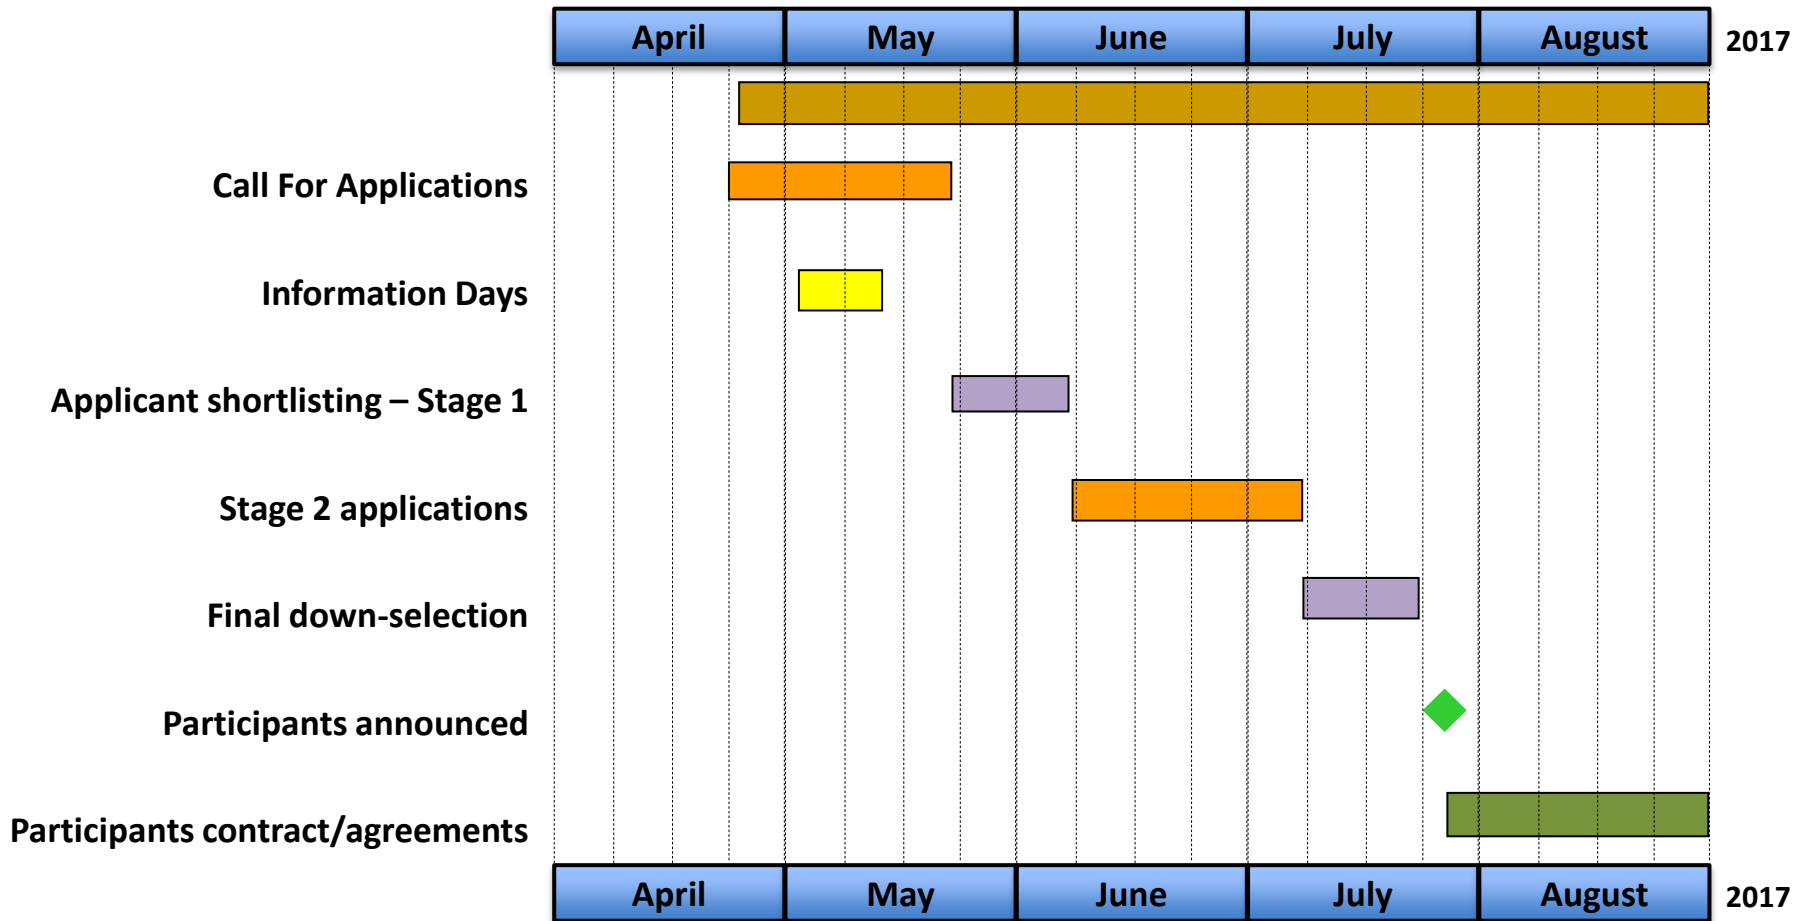 April May June July August 2017
Call For Applications
Information Days
Applicant shortlisting – Stage 1
Stage 2 applications
Final down-selection
Participants announced
Participants contract/agreements
April May June July August 2017